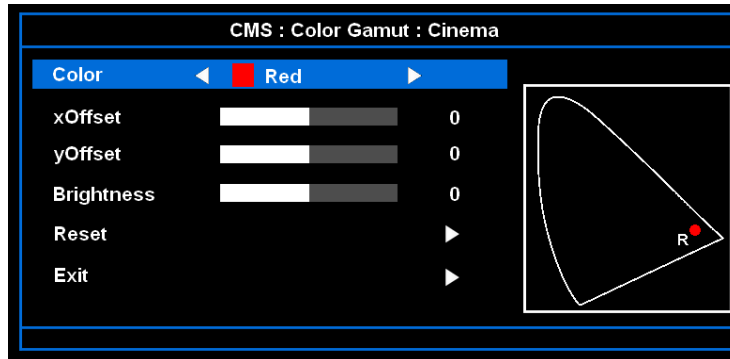 CMS : Color Gamut : Cinema
Color Red
xOffset 0
yOffset 0
Brightness 0
Reset
Exit
R